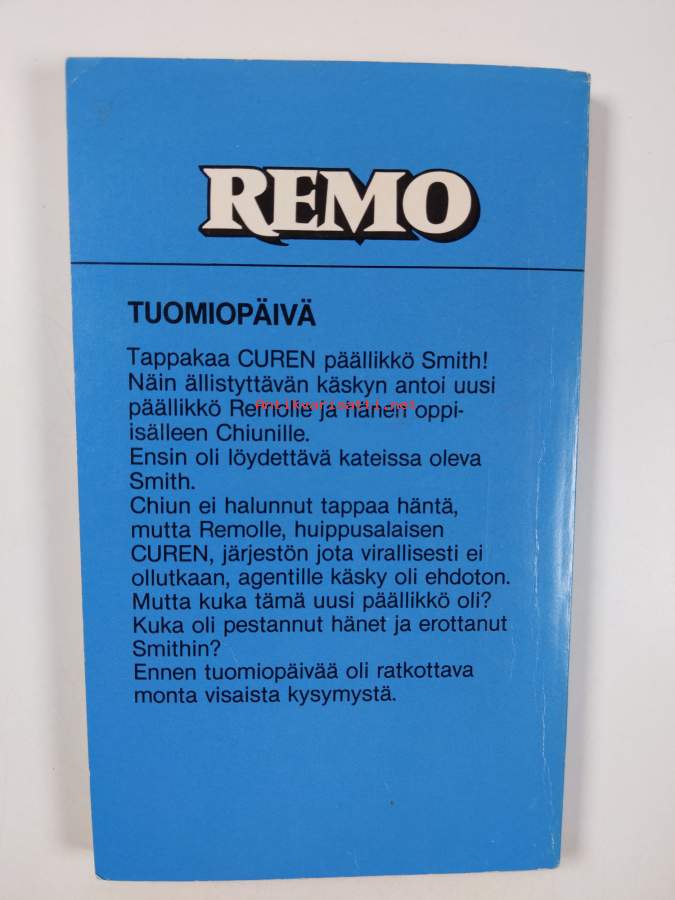 REMO
TUOMIOPÄIVÄ
Tappakaa CUREN päällikkö Smith!
Näin ällistyttävän käskyn antoi uusi
päällikkö Remolle ja hänen oppi-
isälleen Chiunille.
Antikvariaatti.net
Ensin oli löydettävä kateissa oleva
Smith.
Chiun ei halunnut tappaa häntä,
mutta Remolle, huippusalaisen
CUREN, järjestön jota virallisesti ei
ollutkaan, agentille käsky oli ehdoton.
Mutta kuka tämä uusi päällikkö oli?
Kuka oli pestannut hänet ja erottanut
Smithin?
Ennen tuomiopäivää oli ratkottava
monta visaista kysymystä.